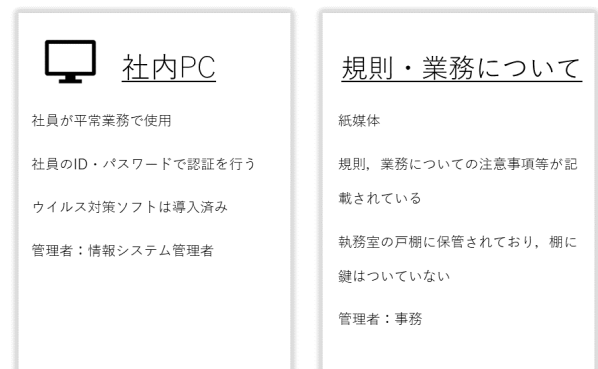 社内PC
社員が平常業務で使用
社員のID・パスワードで認証を行う
ウイルス対策ソフトは導入済み
管理者：情報システム管理者
規則・業務について
紙媒体
規則，業務についての注意事項等が記
載されている
執務室の戸棚に保管されており，棚に
鍵はついていない
管理者：事務